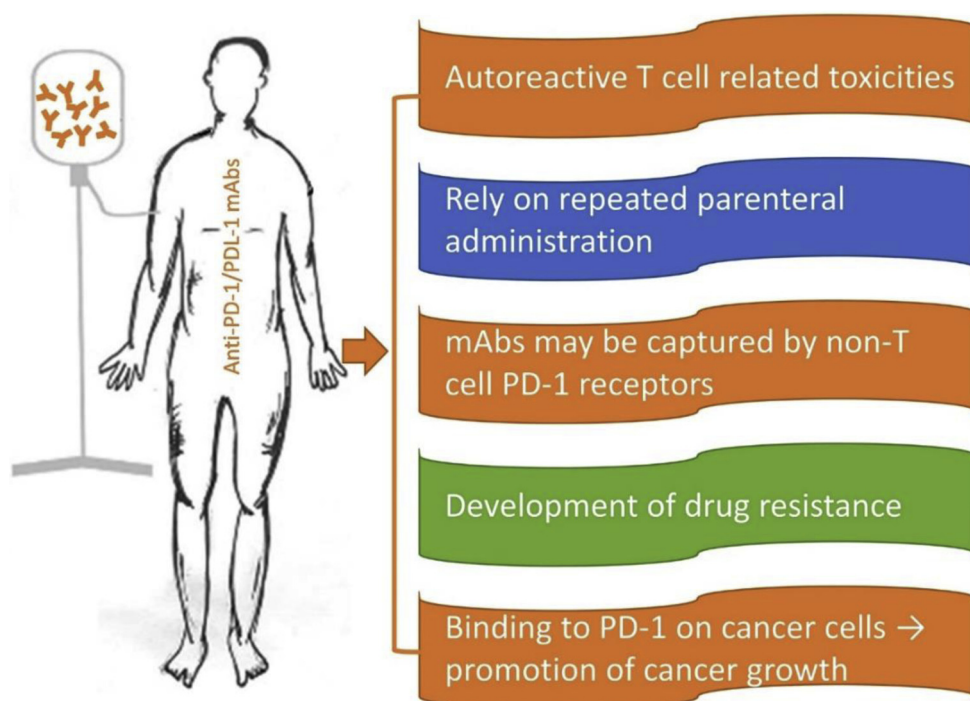 Anti-PD-1/PDL-1 mAbs
Autoreactive T cell related toxicities
Rely on repeated parenteral
administration
mAbs may be captured by non-T
cell PD-1 receptors
Development of drug resistance
Binding to PD-1 on cancer cells →
promotion of cancer growth